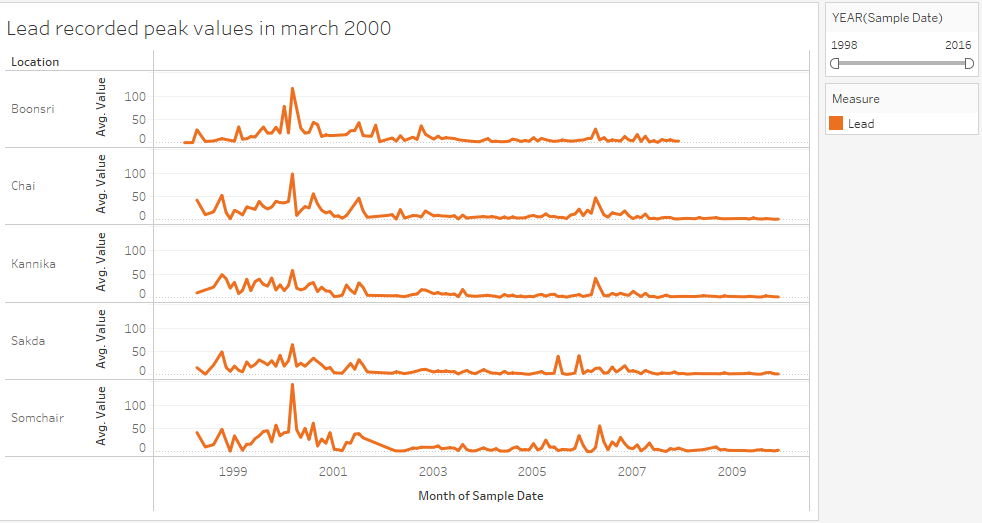 Lead recorded peak values in march 2000
Location
Boonsri
Avg. Value
100
50
0
Chai
Avg. Value
100
50
0
Kannika
Avg. Value
100
50
0
Sakda
Avg. Value
100
50
0
Somchair
Avg. Value
100
50
0
1999 2001 2003 2005 2007 2009
Month of Sample Date
YEAR(Sample Date)
1998 2016
Measure
Lead